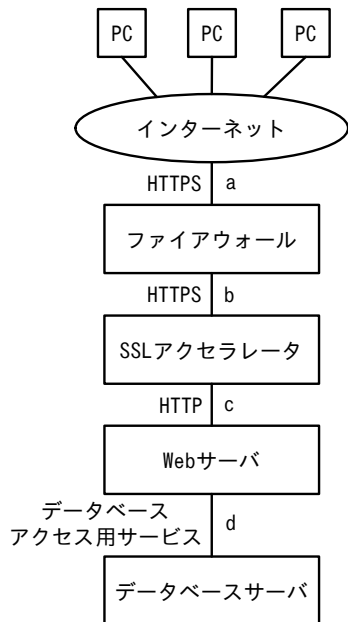 PC PC PC
インターネット
HTTPS a
ファイアウォール
HTTPS b
SSLアクセラレータ
HTTP c
Webサーバ
データベース
アクセス用サービス d
データベースサーバ